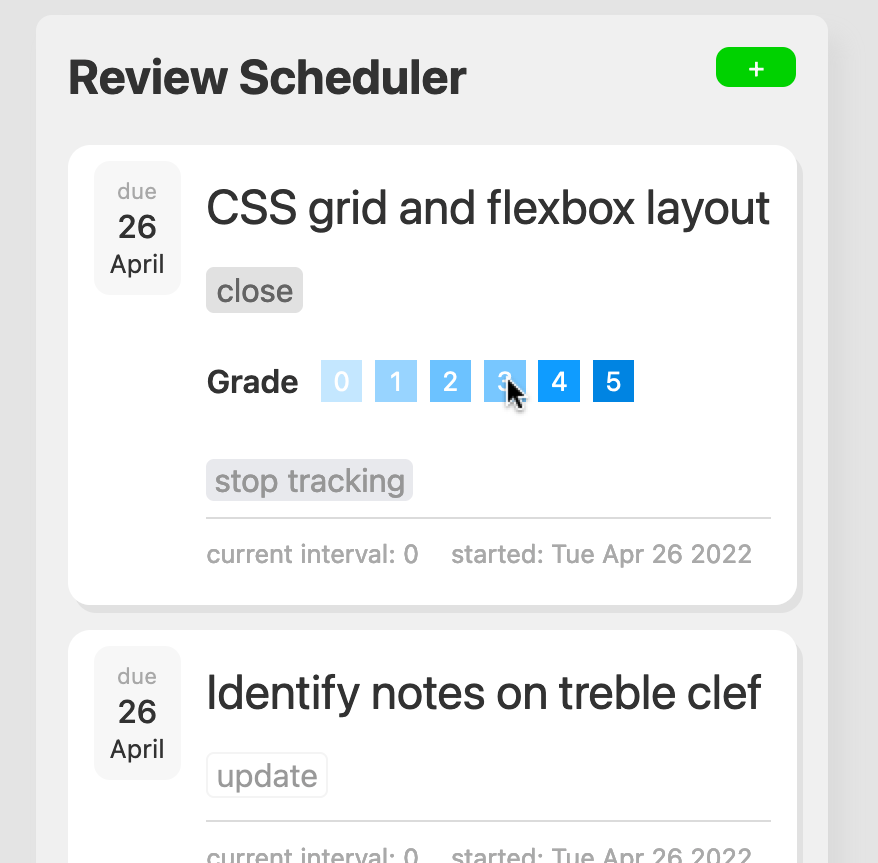 Review Scheduler
+
due
26
April
CSS grid and flexbox layout
close
Grade 0 1 2 3 4 5
stop tracking
current interval: 0 started: Tue Apr 26 2022
due
26
April
Identify notes on treble clef
update
current interval: 0 started: Tue Apr 26 2022